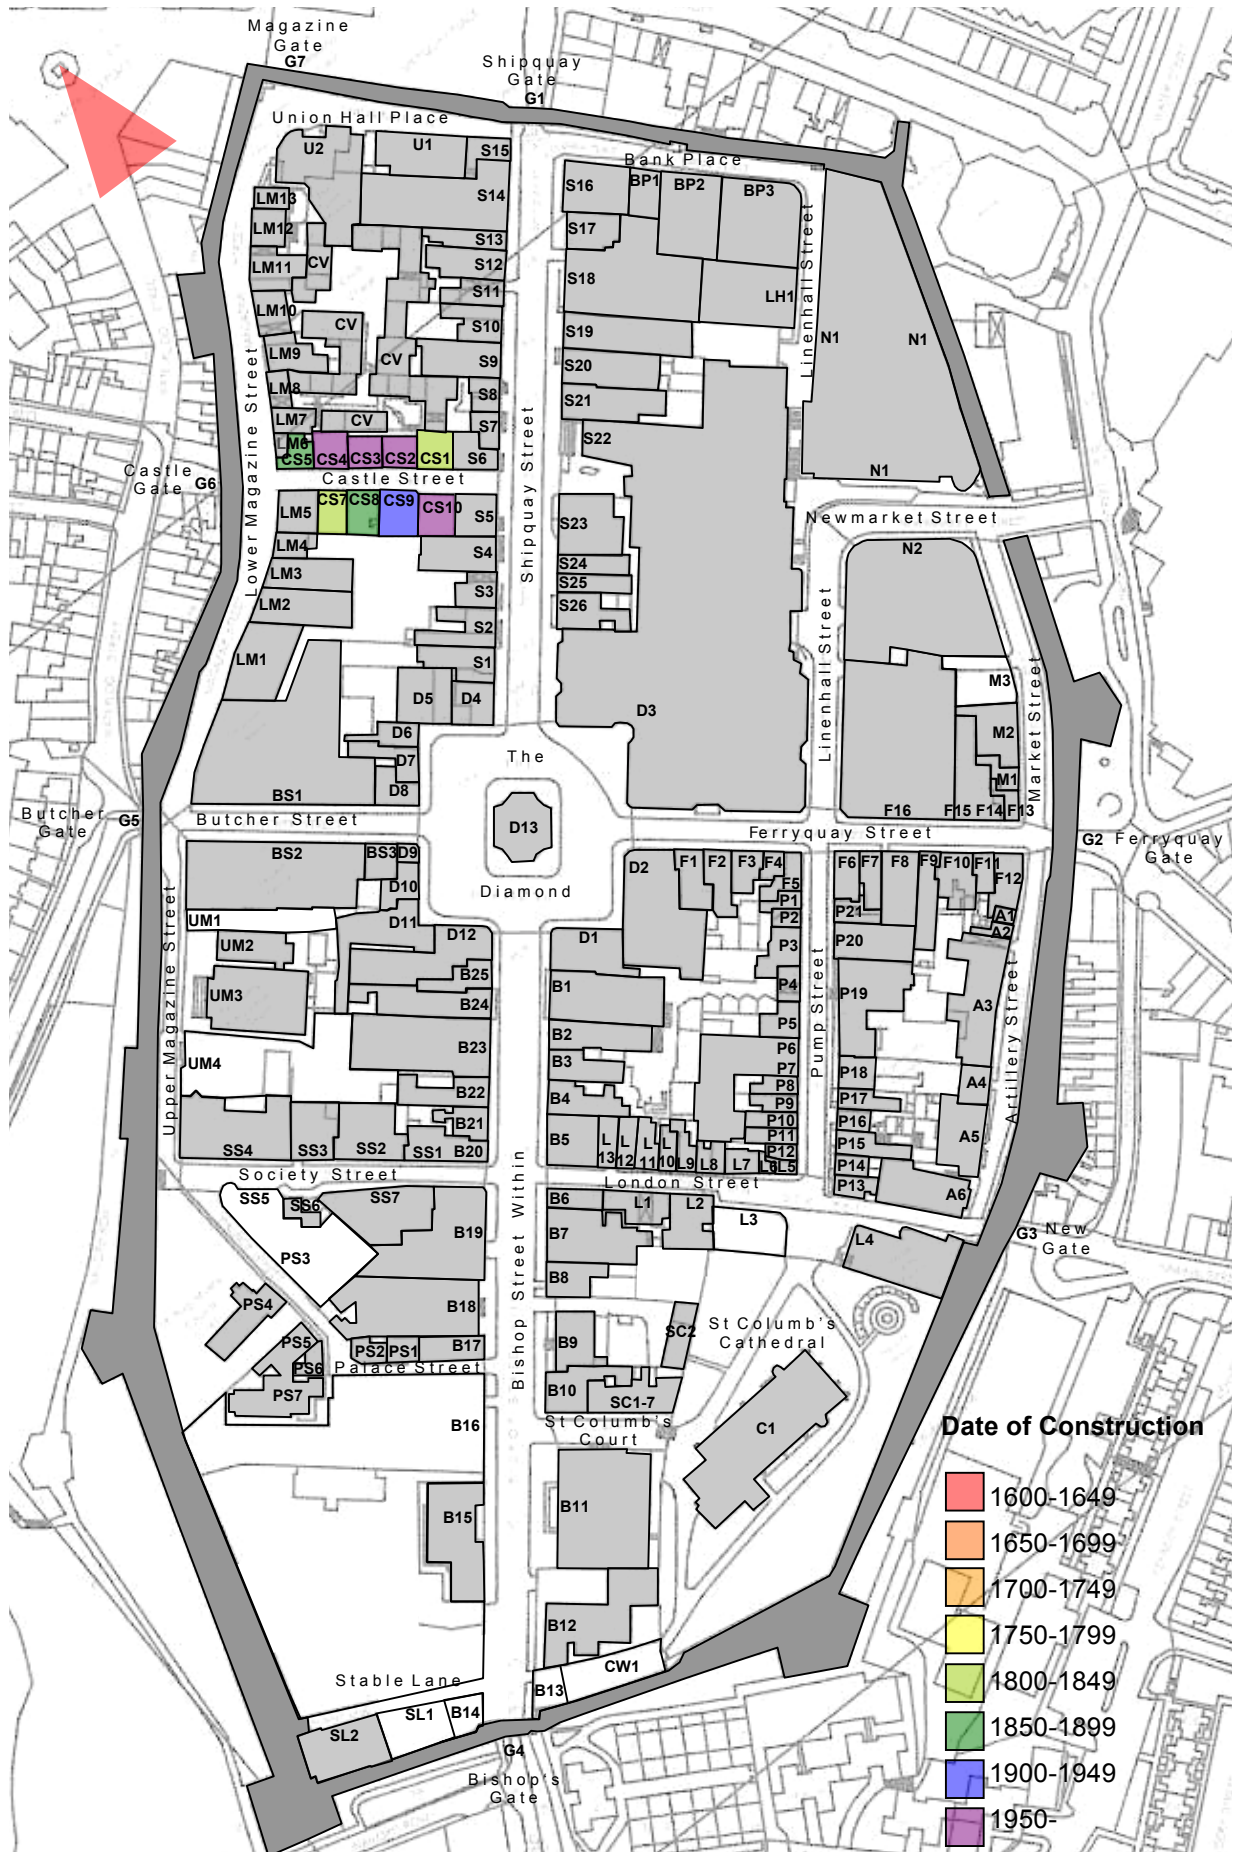 Magazine
Gate
G7
Shipquay
Gate
G1
Union Hall Place
U2
U1
S15
Bank Place
S14
S16
BP1
BP2
BP3
LM13
LM12
S17
S13
CV
S12
LM11
S18
S11
LH1
Linenhall Street
LM10
CV
S10
S19
N1
N1
LM9
CV
S9
S20
LM8
S8
S21
LM7
CV
S7
S22
LM6
CS5
CS4
CS3
CS2
CS1
S6
Lower Magazine Street
Shipquay Street
Castle
Gate
G6
Castle Street
N1
LM5
CS7
CS8
CS9
CS10
S5
S23
Newmarket Street
LM4
S4
N2
LM3
S24
S3
S25
LM2
S26
S2
Linenhall Street
LM1
S1
M3
D5
D4
D3
Market Street
D6
M2
The
D7
M1
BS1
D8
F16
F15
F14
F13
Butcher
Gate
G5
Butcher Street
D13
Ferryquay Street
G2
Ferryquay
Gate
BS2
BS3
D9
D2
F1
F2
F3
F4
F6
F7
F8
F9
F10
F11
F12
D10
Diamond
F5
P1
UM1
D11
P2
P21
A1
A2
D12
D1
P3
P20
UM2
B25
UM3
B24
B1
P4
P19
A3
Upper Magazine Street
P5
Pump Street
Artillery Street
B2
P6
UM4
B23
B3
P7
P18
A4
B22
B4
P8
P17
P9
B21
P10
P16
SS4
SS3
SS2
SS1
B20
B5
L
13
L
12
L
11
L
10
L9
L8
L7
L6
L5
P11
P12
P15
P14
P13
A5
A6
Society Street
London Street
SS5
SS6
SS7
B6
L1
L2
L3
PS3
B19
B7
L4
G3
New
Gate
B8
PS4
B18
Bishop Street Within
SC2
St Columb's
Cathedral
PS5
B17
B9
PS2
PS1
PS6
Palace Street
PS7
B10
SC1-7
B16
St Columb's
Court
C1
B15
B11
B12
Stable Lane
CW1
B13
SL1
B14
SL2
G4
Bishop's
Gate
Date of Construction
1600-1649
1650-1699
1700-1749
1750-1799
1800-1849
1850-1899
1900-1949
1950-